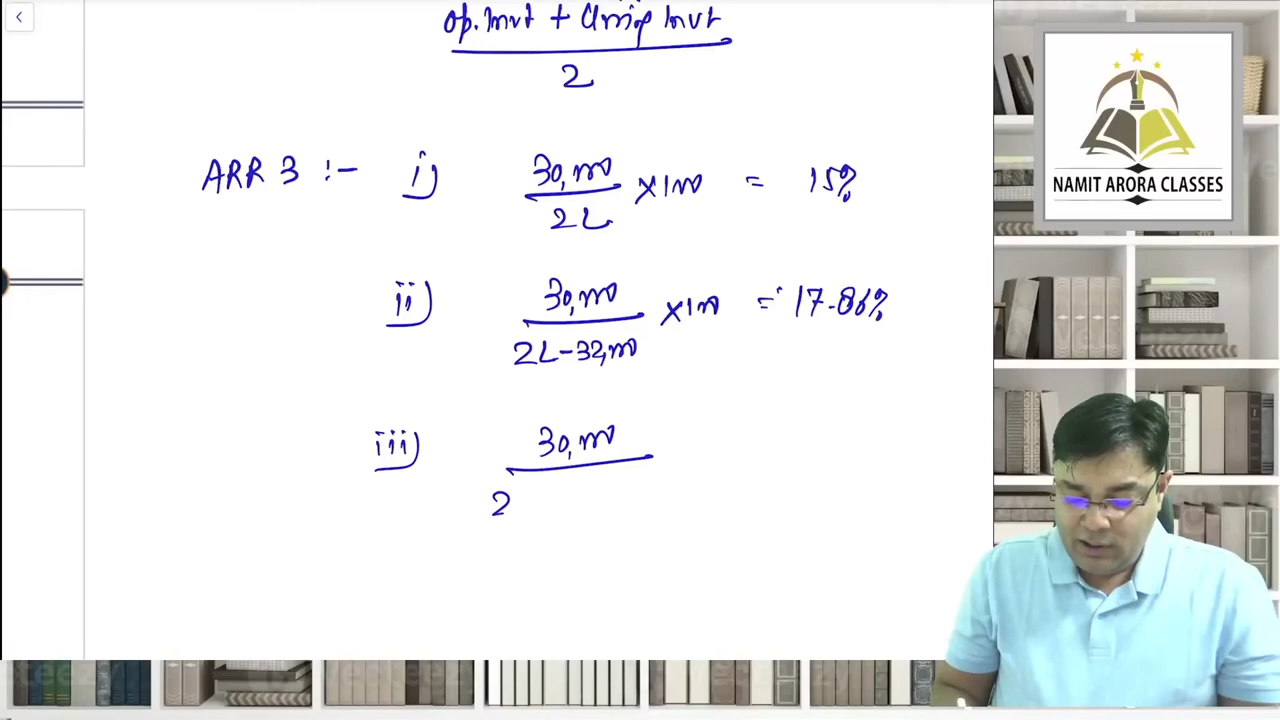 op. Invt + Closing Invt
2
ARR 3 :- i) 30,000 / 2L × 100 = 15%
ii) 30,000 / 2L-32,000 × 100 = 17.86%
iii) 30,000
2
NAMIT ARORA CLASSES